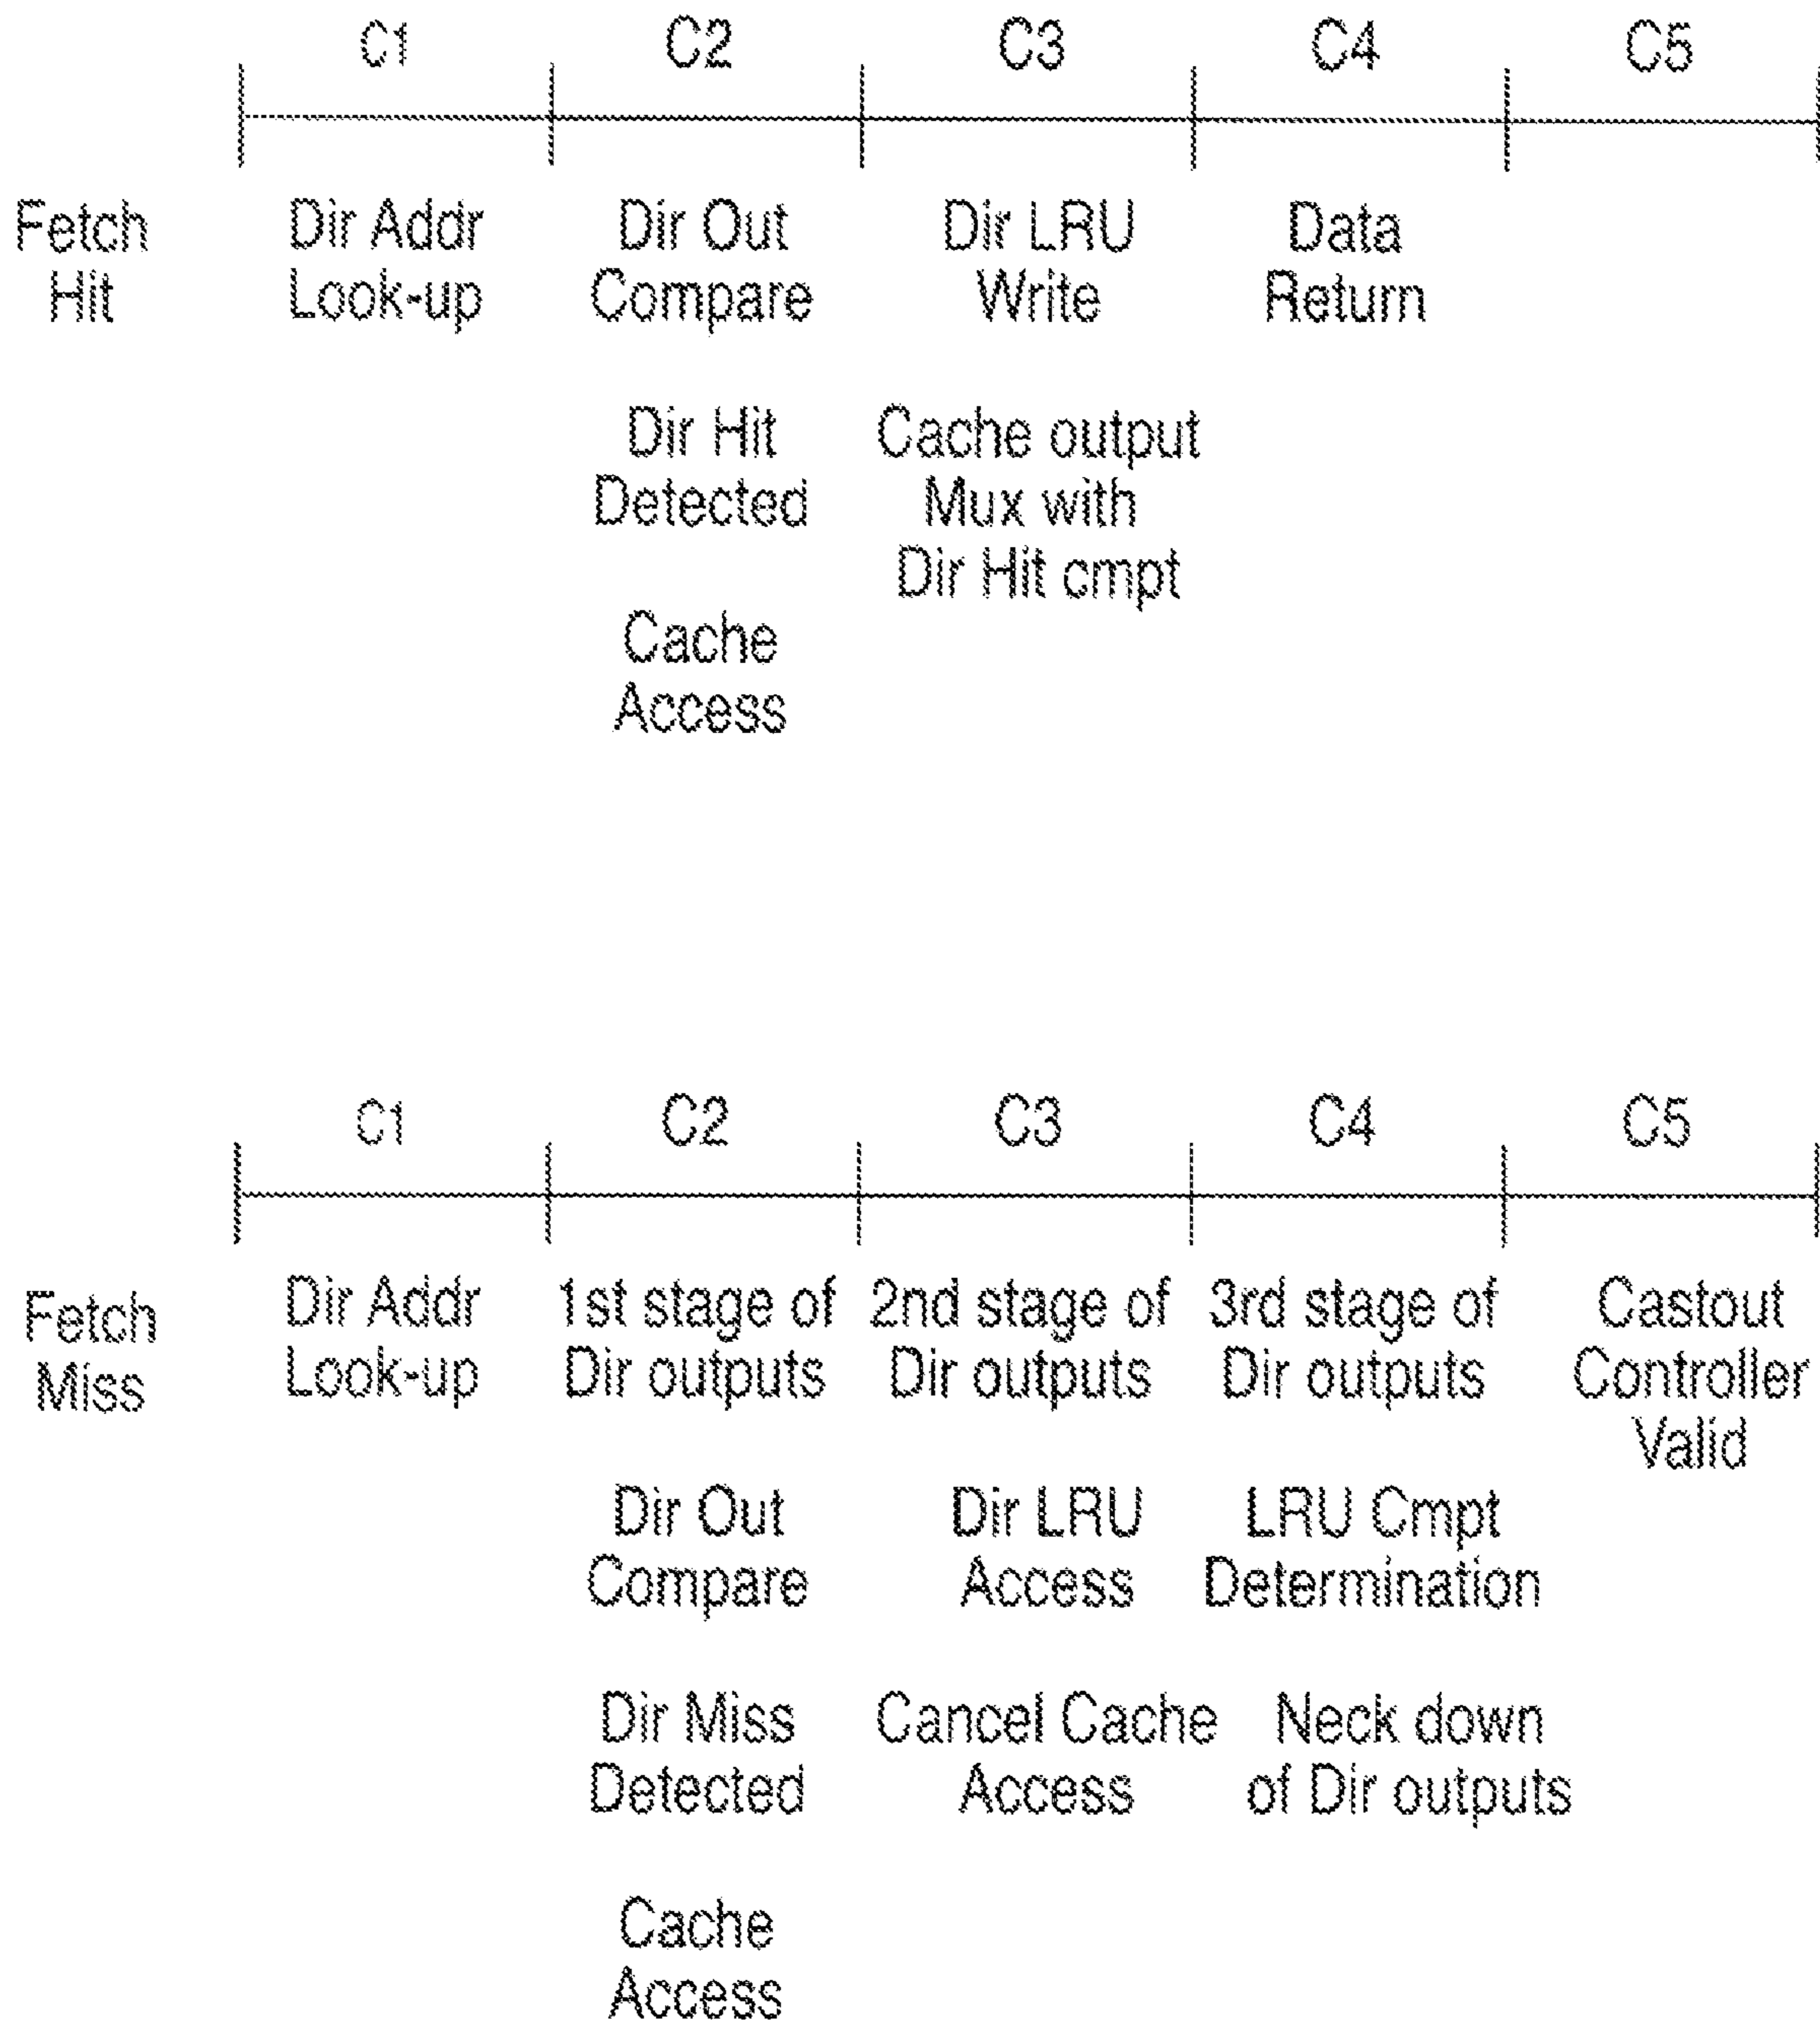 C1 C2 C3 C4 C5
Fetch
Hit
Dir Addr
Look-up
Dir Out
Compare
Dir Hit
Detected
Cache
Access
Dir LRU
Write
Cache output
Mux with
Dir Hit cmpt
Data
Return
C1 C2 C3 C4 C5
Fetch
Miss
Dir Addr
Look-up
1st stage of
Dir outputs
Dir Out
Compare
Dir Miss
Detected
Cache
Access
2nd stage of
Dir outputs
Dir LRU
Access
Cancel Cache
Access
3rd stage of
Dir outputs
LRU Cmpt
Determination
Neck down
of Dir outputs
Castout
Controller
Valid